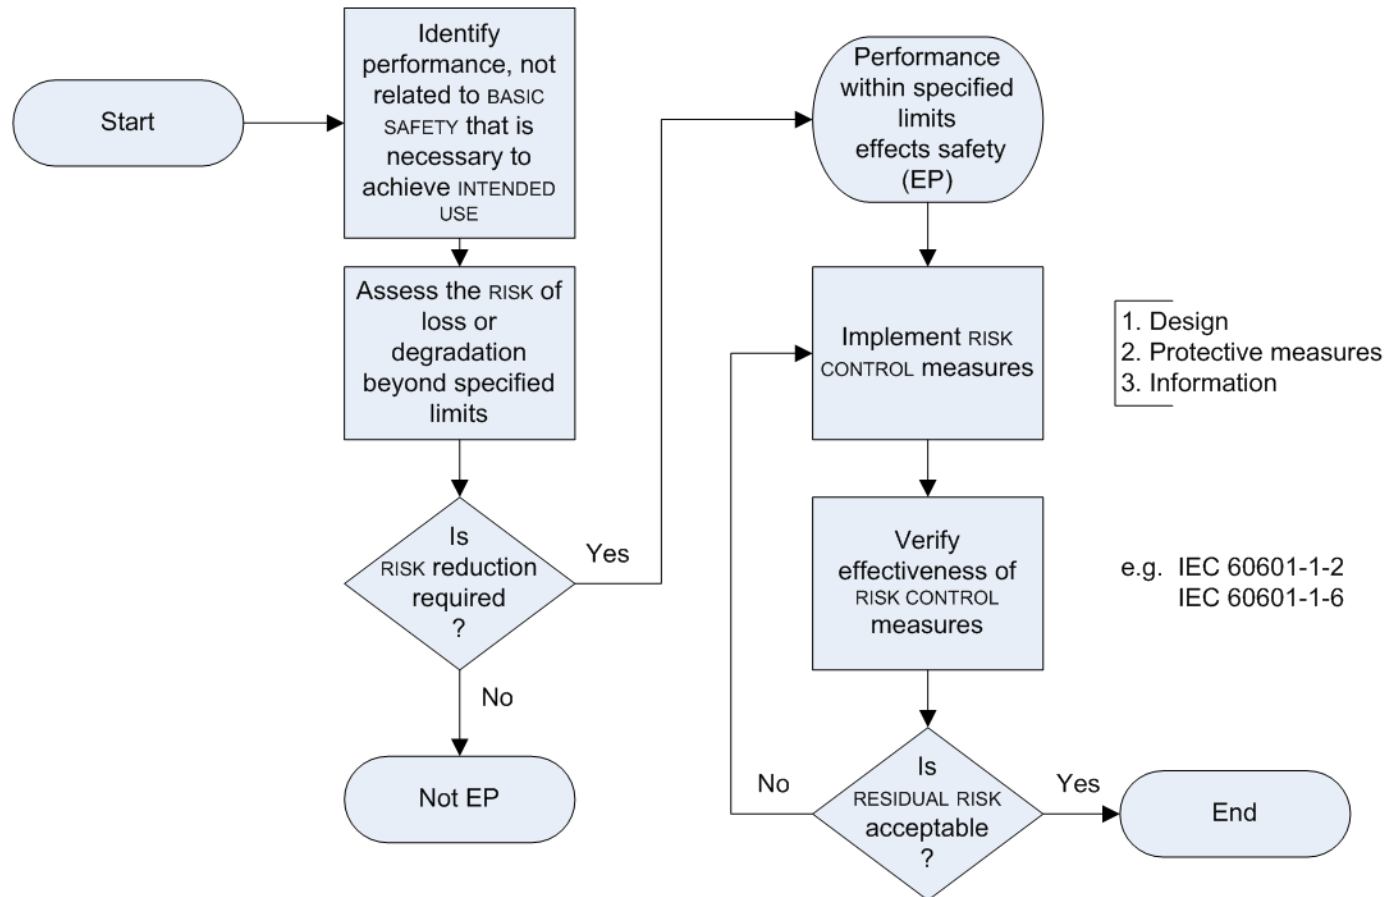 Start
Identify
performance, not
related to BASIC
SAFETY that is
necessary to
achieve INTENDED
USE
Assess the RISK of
loss or
degradation
beyond specified
limits
Is
RISK reduction
required
?
Yes
No
Not EP
Performance
within specified
limits
effects safety
(EP)
Implement RISK
CONTROL measures
1. Design
2. Protective measures
3. Information
Verify
effectiveness of
RISK CONTROL
measures
e.g. IEC 60601-1-2
IEC 60601-1-6
Is
RESIDUAL RISK
acceptable
?
No
Yes
End